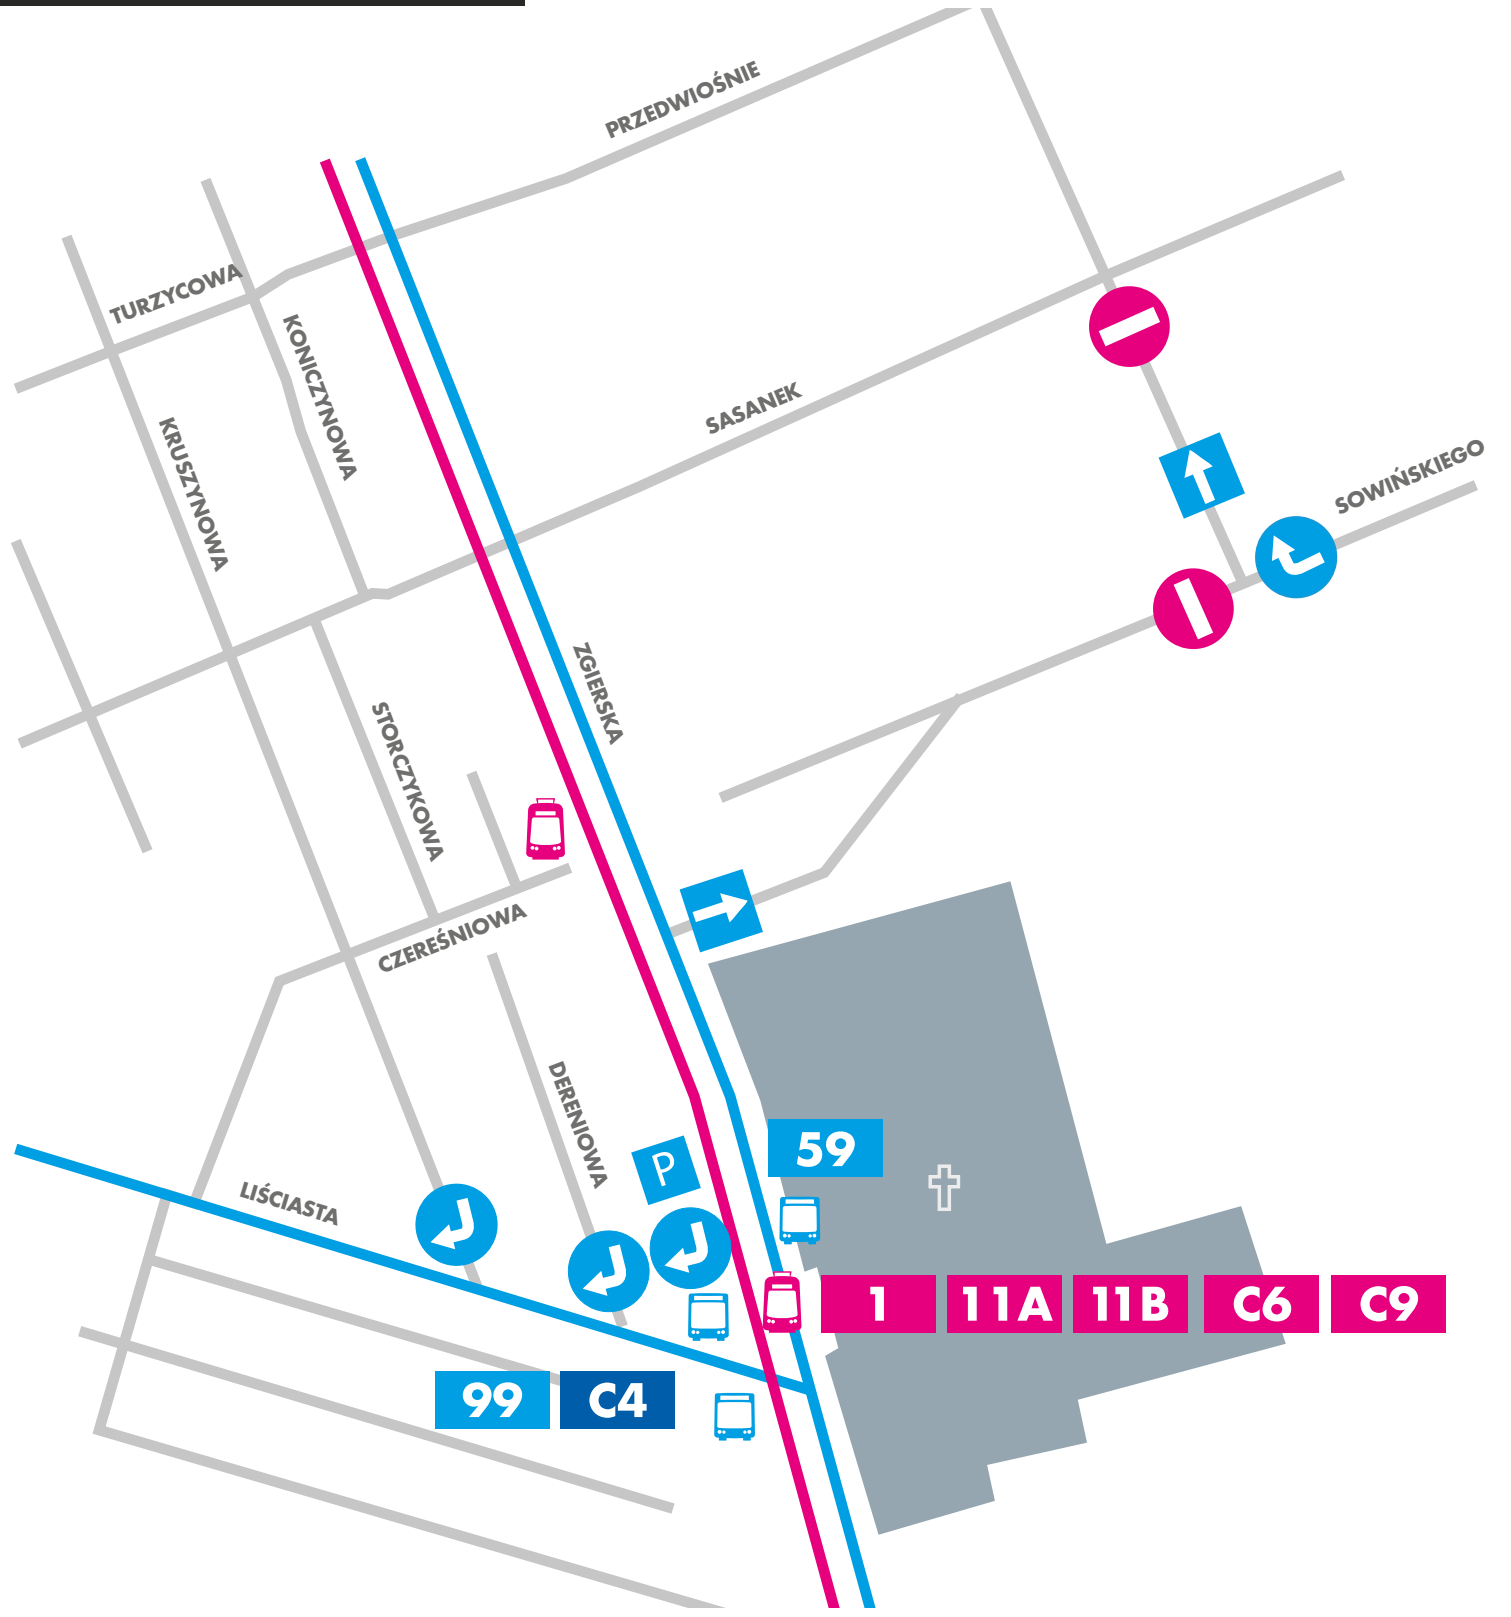 PRZEDWIOŚNIE
TURZYCOWA
KONICZYNOWA
SASANEK
KRUSZYNOWA
SOWIŃSKIEGO
ZGIERSKA
STORCZYKOWA
CZEREŚNIOWA
DERENIOWA
59
P
LIŚCIASTA
1 11A 11B C6 C9
99 C4